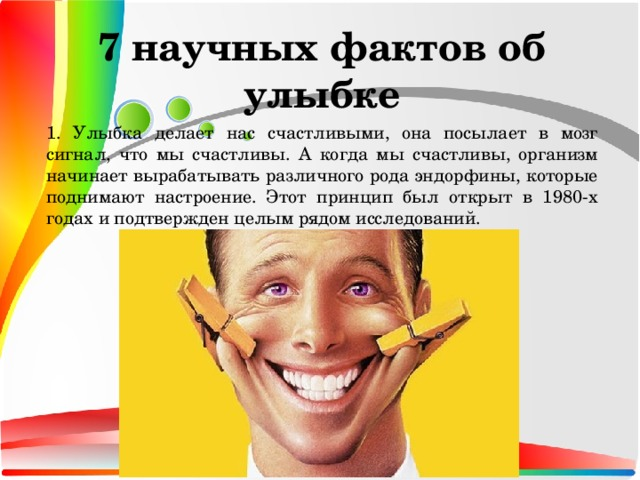 7 научных фактов об
улыбке
1. Улыбка делает нас счастливыми, она посылает в мозг
сигнал, что мы счастливы. А когда мы счастливы, организм
начинает вырабатывать различного рода эндорфины, которые
поднимают настроение. Этот принцип был открыт в 1980-х
годах и подтвержден целым рядом исследований.